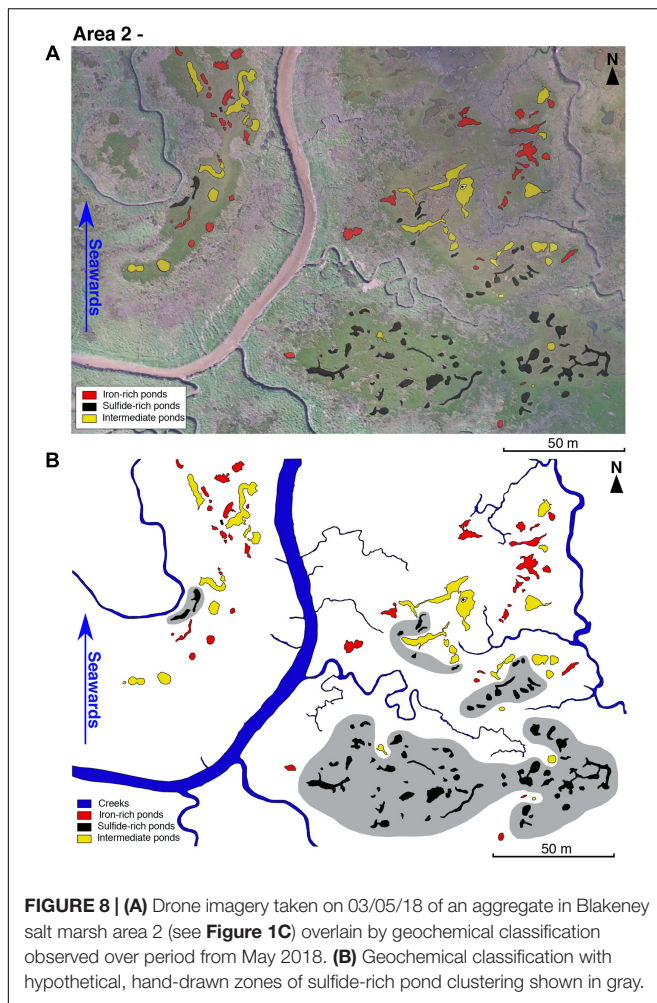 Area 2 -
A
N
Seawards
Iron-rich ponds
Sulfide-rich ponds
Intermediate ponds
50 m
B
N
Seawards
Creeks
Iron-rich ponds
Sulfide-rich ponds
Intermediate ponds
50 m
FIGURE 8 | (A) Drone imagery taken on 03/05/18 of an aggregate in Blakeney
salt marsh area 2 (see Figure 1C) overlain by geochemical classification
observed over period from May 2018. (B) Geochemical classification with
hypothetical, hand-drawn zones of sulfide-rich pond clustering shown in gray.